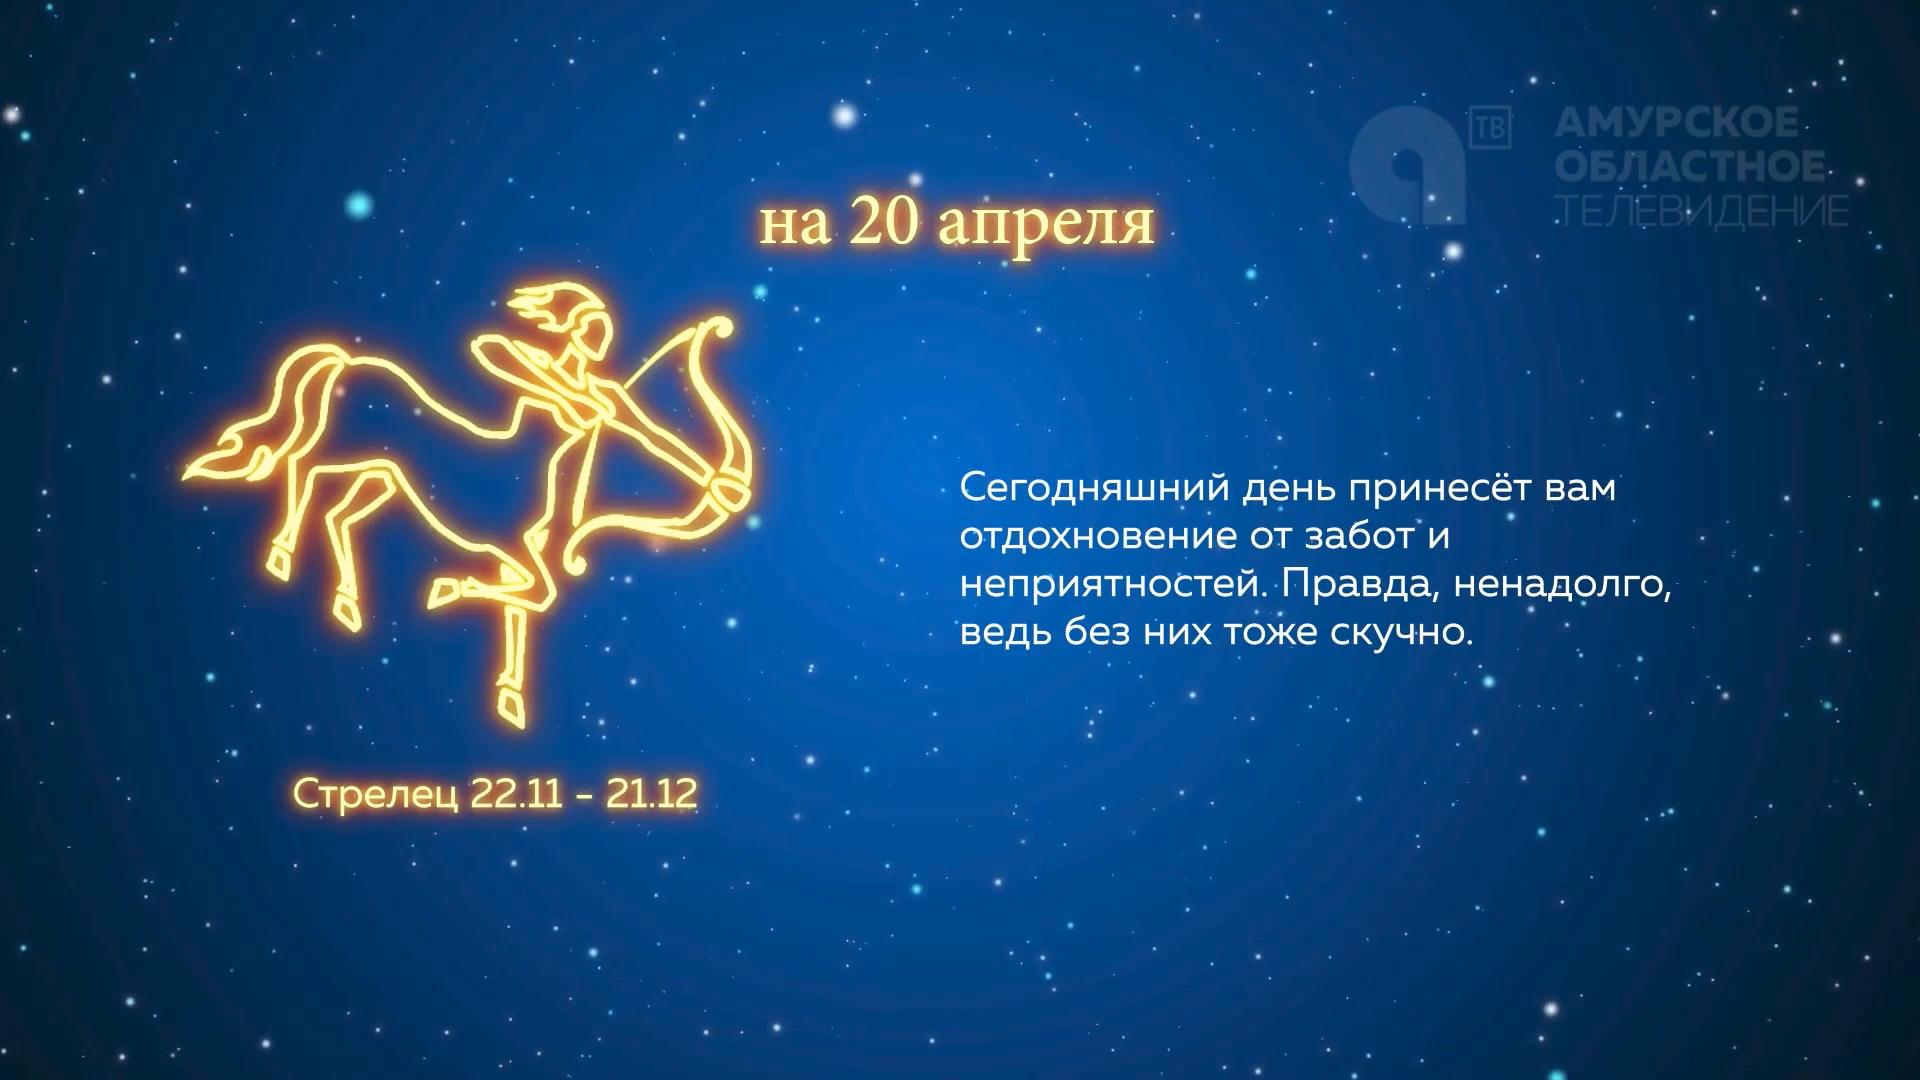 ТВ
АМУРСКОЕ
ОБЛАСТНОЕ
ТЕЛЕВИДЕНИЕ
на 20 апреля
Сегодняшний день принесёт вам
отдохновение от забот и
неприятностей. Правда, ненадолго,
ведь без них тоже скучно.
Стрелец 22.11 - 21.12